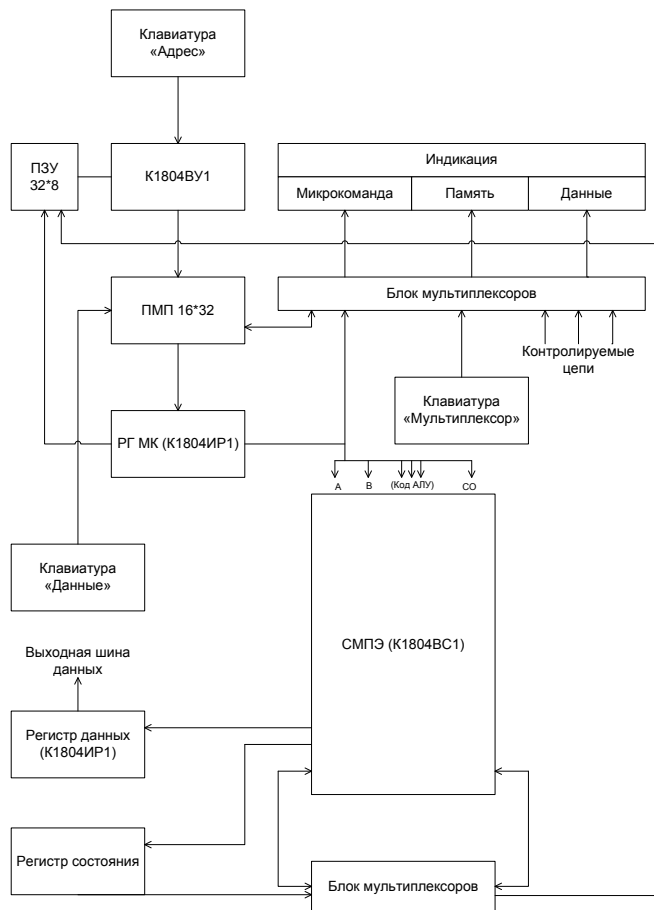 Клавиатура
«Адрес»
ПЗУ
32*8
К1804ВУ1
Индикация
Микрокоманда
Память
Данные
ПМП 16*32
Блок мультиплексоров
Контролируемые
цепи
Клавиатура
«Мультиплексор»
РГ МК (К1804ИР1)
A
B
(Код АЛУ)
CO
Клавиатура
«Данные»
СМПЭ (К1804ВС1)
Выходная шина
данных
Регистр данных
(К1804ИР1)
Регистр состояния
Блок мультиплексоров